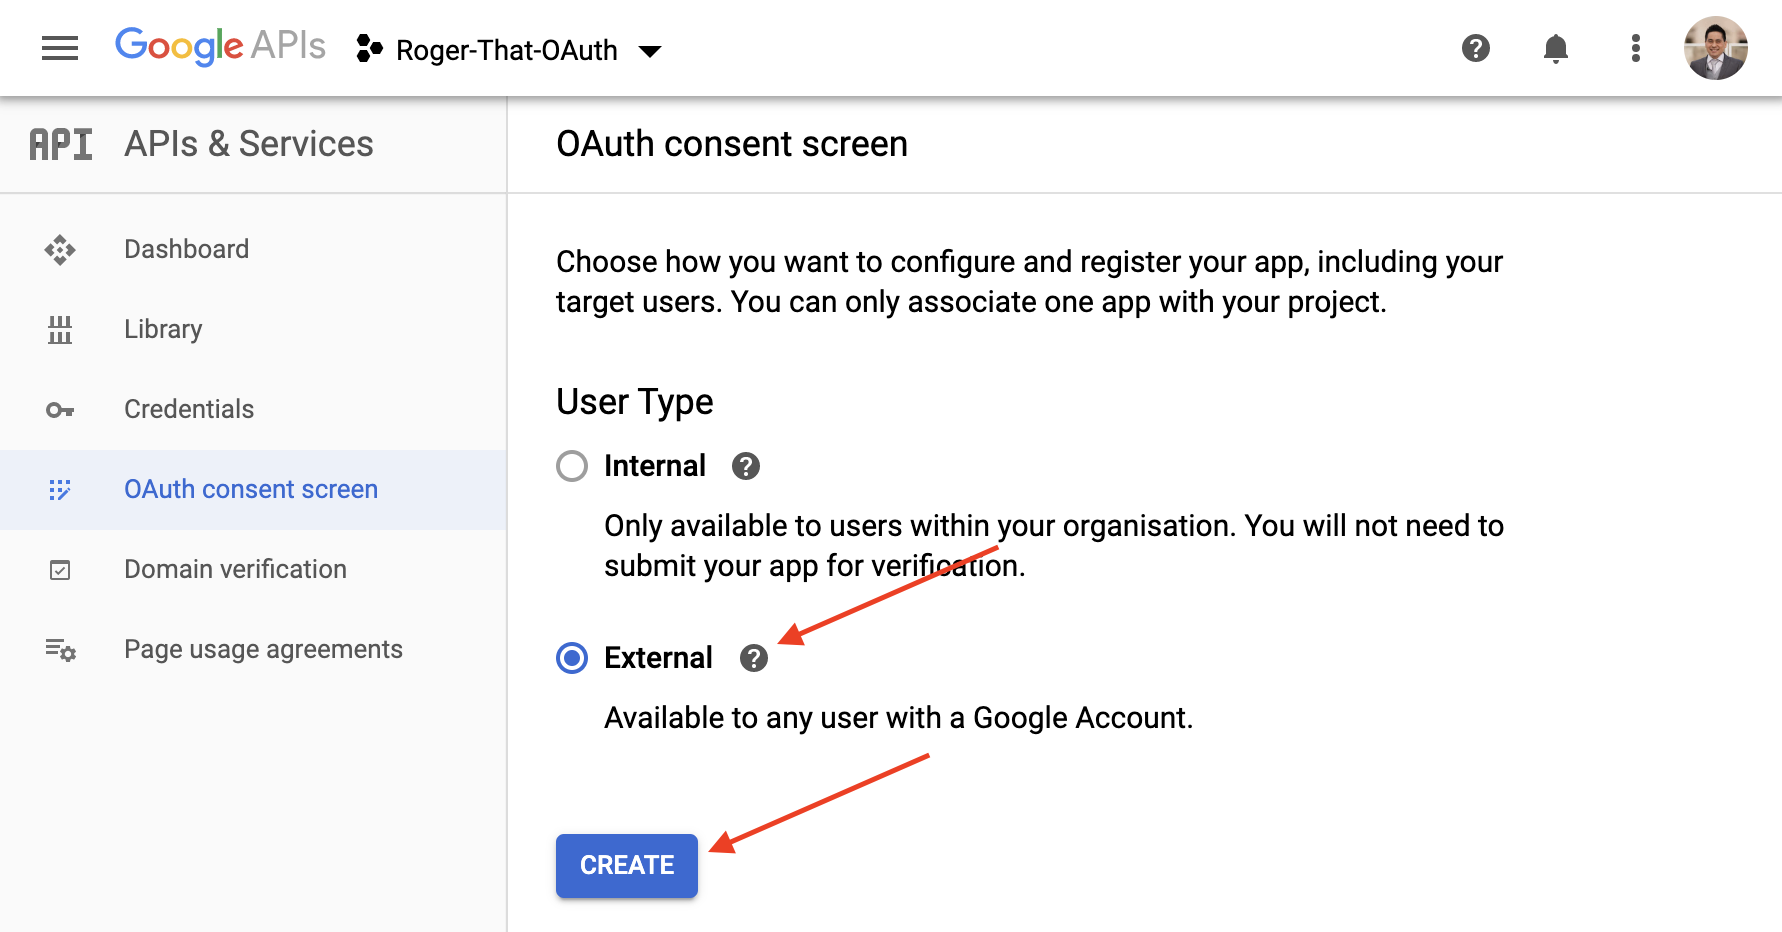 Google APIs
Roger-That-OAuth
API
APIs & Services
OAuth consent screen
Dashboard
Library
Credentials
OAuth consent screen
Domain verification
Page usage agreements
Choose how you want to configure and register your app, including your
target users. You can only associate one app with your project.
User Type
Internal
Only available to users within your organisation. You will not need to
submit your app for verification.
External
Available to any user with a Google Account.
CREATE